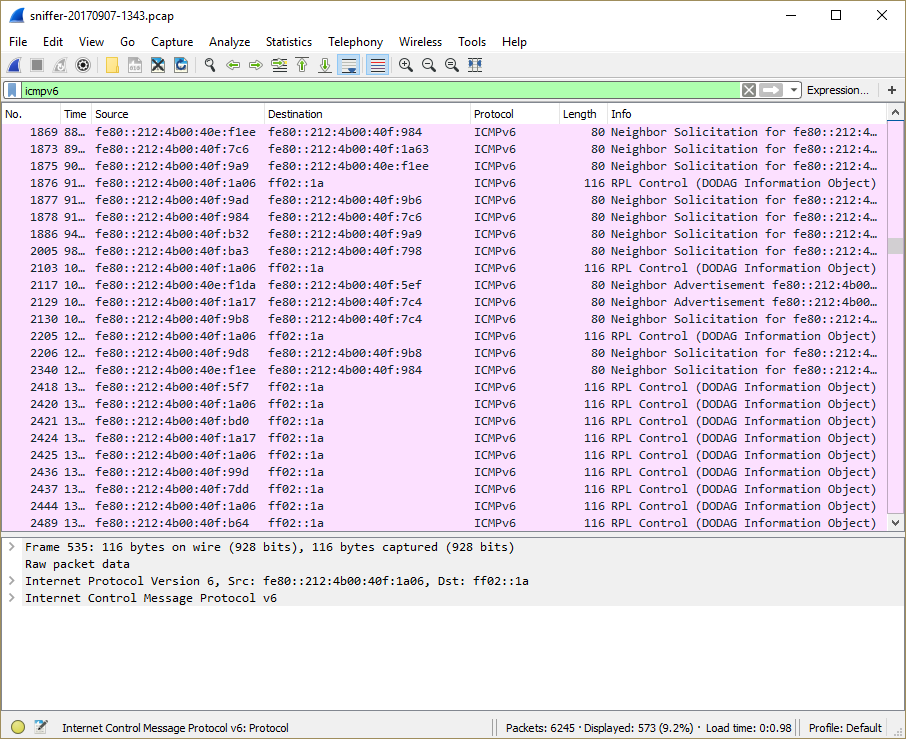 sniffer-20170907-1343.pcap
File Edit View Go Capture Analyze Statistics Telephony Wireless Tools Help
icmpv6 Expression... +
No. Time Source Destination Protocol Length Info
1869 88... fe80::212:4b00:40e:f1ee fe80::212:4b00:40f:984 ICMPv6 80 Neighbor Solicitation for fe80::212:4...
1873 89... fe80::212:4b00:40f:7c6 fe80::212:4b00:40f:1a63 ICMPv6 80 Neighbor Solicitation for fe80::212:4...
1875 90... fe80::212:4b00:40f:9a9 fe80::212:4b00:40e:f1ee ICMPv6 80 Neighbor Solicitation for fe80::212:4...
1876 91... fe80::212:4b00:40f:1a06 ff02::1a ICMPv6 116 RPL Control (DODAG Information Object)
1877 91... fe80::212:4b00:40f:9ad fe80::212:4b00:40f:9b6 ICMPv6 80 Neighbor Solicitation for fe80::212:4...
1878 91... fe80::212:4b00:40f:984 fe80::212:4b00:40f:7c6 ICMPv6 80 Neighbor Solicitation for fe80::212:4...
1886 94... fe80::212:4b00:40f:b32 fe80::212:4b00:40f:9a9 ICMPv6 80 Neighbor Solicitation for fe80::212:4...
2005 98... fe80::212:4b00:40f:ba3 fe80::212:4b00:40f:798 ICMPv6 80 Neighbor Solicitation for fe80::212:4...
2103 10... fe80::212:4b00:40f:1a06 ff02::1a ICMPv6 116 RPL Control (DODAG Information Object)
2117 10... fe80::212:4b00:40e:f1da fe80::212:4b00:40f:5ef ICMPv6 80 Neighbor Advertisement fe80::212:4b00...
2129 10... fe80::212:4b00:40f:1a17 fe80::212:4b00:40f:7c4 ICMPv6 80 Neighbor Advertisement fe80::212:4b00...
2130 10... fe80::212:4b00:40f:9b8 fe80::212:4b00:40f:7c4 ICMPv6 80 Neighbor Solicitation for fe80::212:4...
2205 12... fe80::212:4b00:40f:1a06 ff02::1a ICMPv6 116 RPL Control (DODAG Information Object)
2206 12... fe80::212:4b00:40f:9d8 fe80::212:4b00:40f:9b8 ICMPv6 80 Neighbor Solicitation for fe80::212:4...
2340 12... fe80::212:4b00:40e:f1ee fe80::212:4b00:40f:984 ICMPv6 80 Neighbor Solicitation for fe80::212:4...
2418 13... fe80::212:4b00:40f:5f7 ff02::1a ICMPv6 116 RPL Control (DODAG Information Object)
2420 13... fe80::212:4b00:40f:1a06 ff02::1a ICMPv6 116 RPL Control (DODAG Information Object)
2421 13... fe80::212:4b00:40f:bd0 ff02::1a ICMPv6 116 RPL Control (DODAG Information Object)
2424 13... fe80::212:4b00:40f:1a17 ff02::1a ICMPv6 116 RPL Control (DODAG Information Object)
2425 13... fe80::212:4b00:40f:1a06 ff02::1a ICMPv6 116 RPL Control (DODAG Information Object)
2436 13... fe80::212:4b00:40f:99d ff02::1a ICMPv6 116 RPL Control (DODAG Information Object)
2437 13... fe80::212:4b00:40f:7dd ff02::1a ICMPv6 116 RPL Control (DODAG Information Object)
2444 13... fe80::212:4b00:40f:1a06 ff02::1a ICMPv6 116 RPL Control (DODAG Information Object)
2489 13... fe80::212:4b00:40f:b64 ff02::1a ICMPv6 116 RPL Control (DODAG Information Object)
Frame 535: 116 bytes on wire (928 bits), 116 bytes captured (928 bits)
Raw packet data
Internet Protocol Version 6, Src: fe80::212:4b00:40f:1a06, Dst: ff02::1a
Internet Control Message Protocol v6
Internet Control Message Protocol v6: Protocol Packets: 6245 · Displayed: 573 (9.2%) · Load time: 0:0.98 Profile: Default